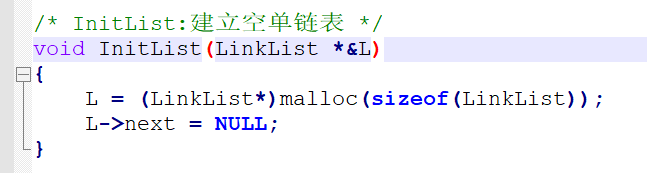 /* InitList:建立空单链表 */
void InitList(LinkList *&L)
{
    L = (LinkList*)malloc(sizeof(LinkList));
    L->next = NULL;
}